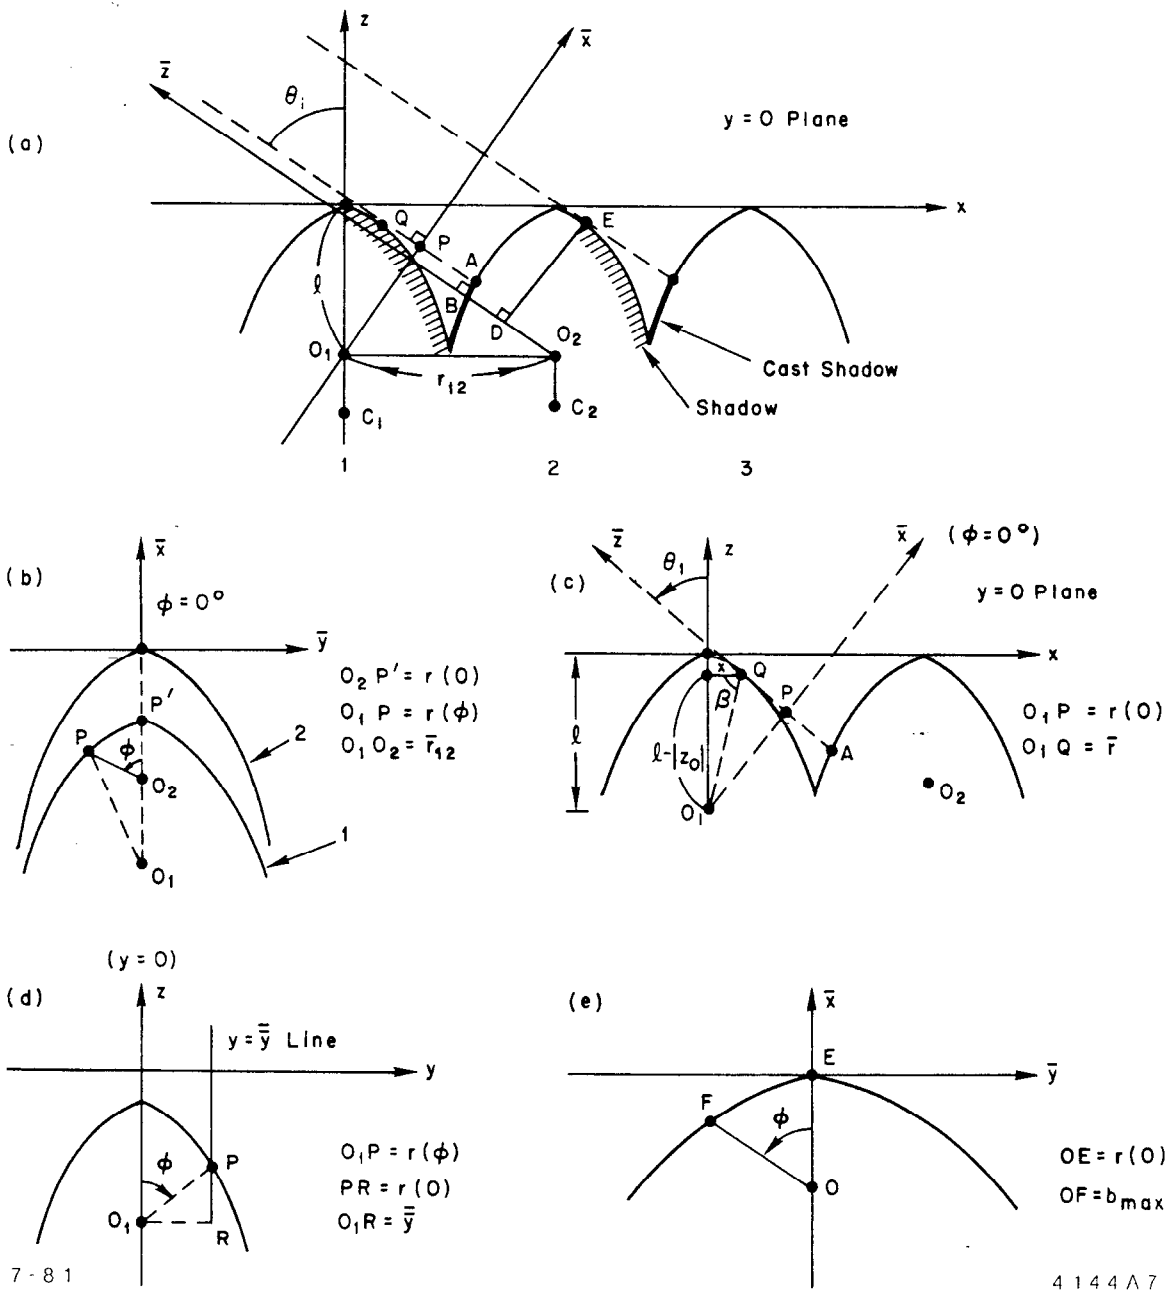 (a)
z
x̄
z̄
θi
y = 0 Plane
x
Q
P
A
E
ℓ
B
D
O1
O2
r12
C1
C2
Cast Shadow
Shadow
1
2
3
(b)
x̄
φ = 0°
ȳ
P′
P
φ
O2
O1
2
1
O2 P′ = r(0)
O1 P = r(φ)
O1 O2 = r̄12
(c)
z̄
z
x̄
(φ = 0°)
θ1
y = 0 Plane
x
x
Q
β
P
A
ℓ
ℓ-|z0|
O1
O2
O1 P = r(0)
O1 Q = r̄
(y = 0)
(d)
z
y = y̿ Line
y
φ
P
O1
R
O1P = r(φ)
PR = r(0)
O1R = y̿
(e)
x̄
E
ȳ
F
φ
O
OE = r(0)
OF = bmax
7-81
4144A7